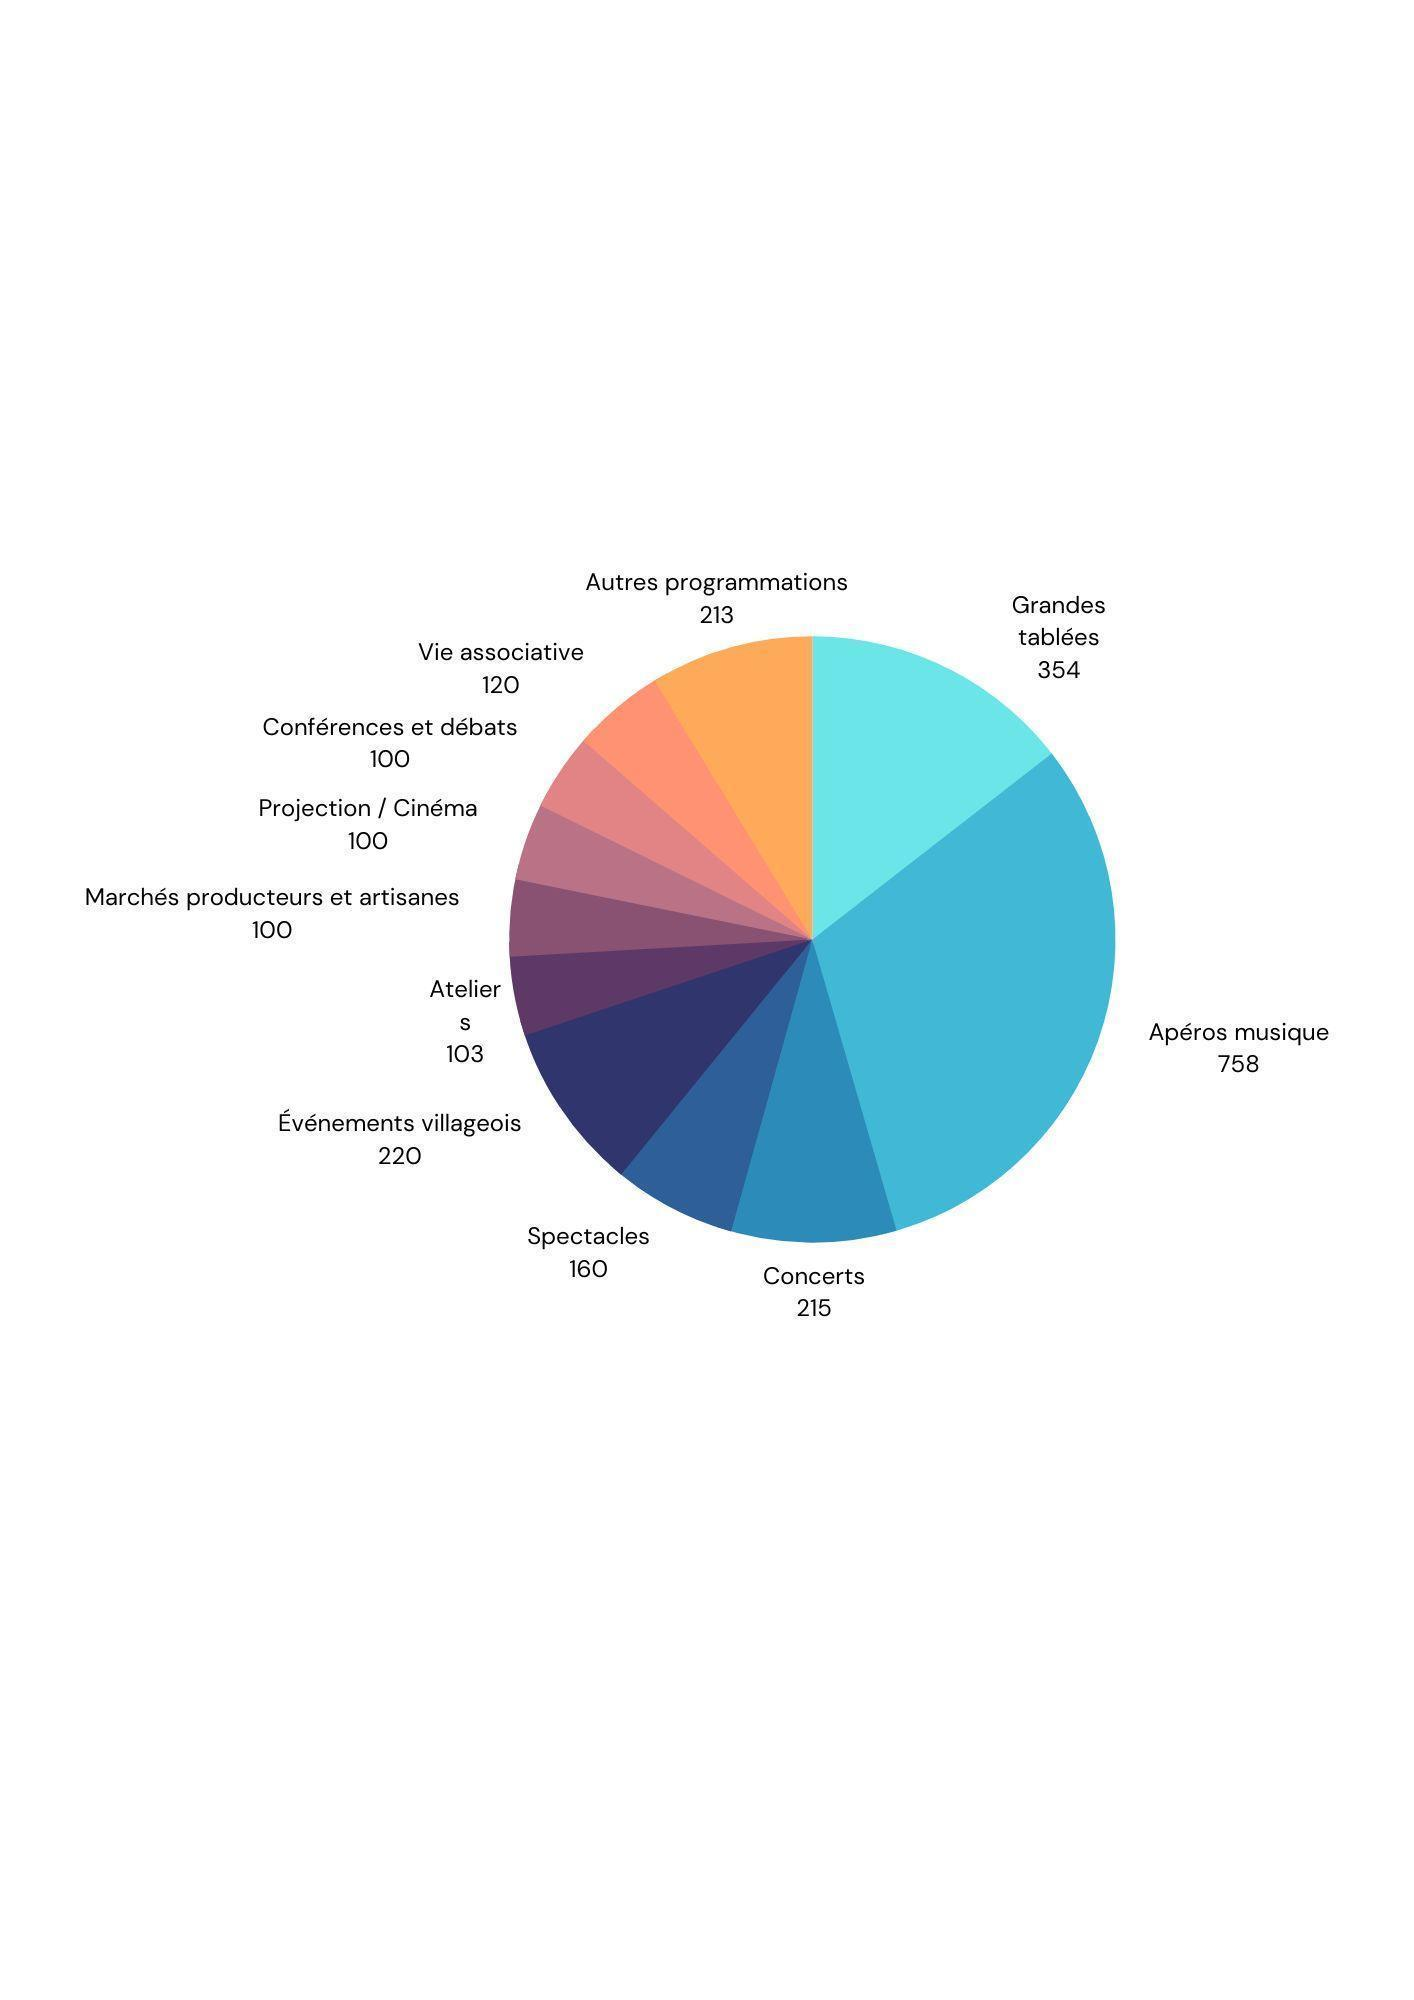 Autres programmations
213
Grandes
tablées
354
Vie associative
120
Conférences et débats
100
Projection / Cinéma
100
Marchés producteurs et artisanes
100
Atelier
s
103
Apéros musique
758
Événements villageois
220
Spectacles
160
Concerts
215